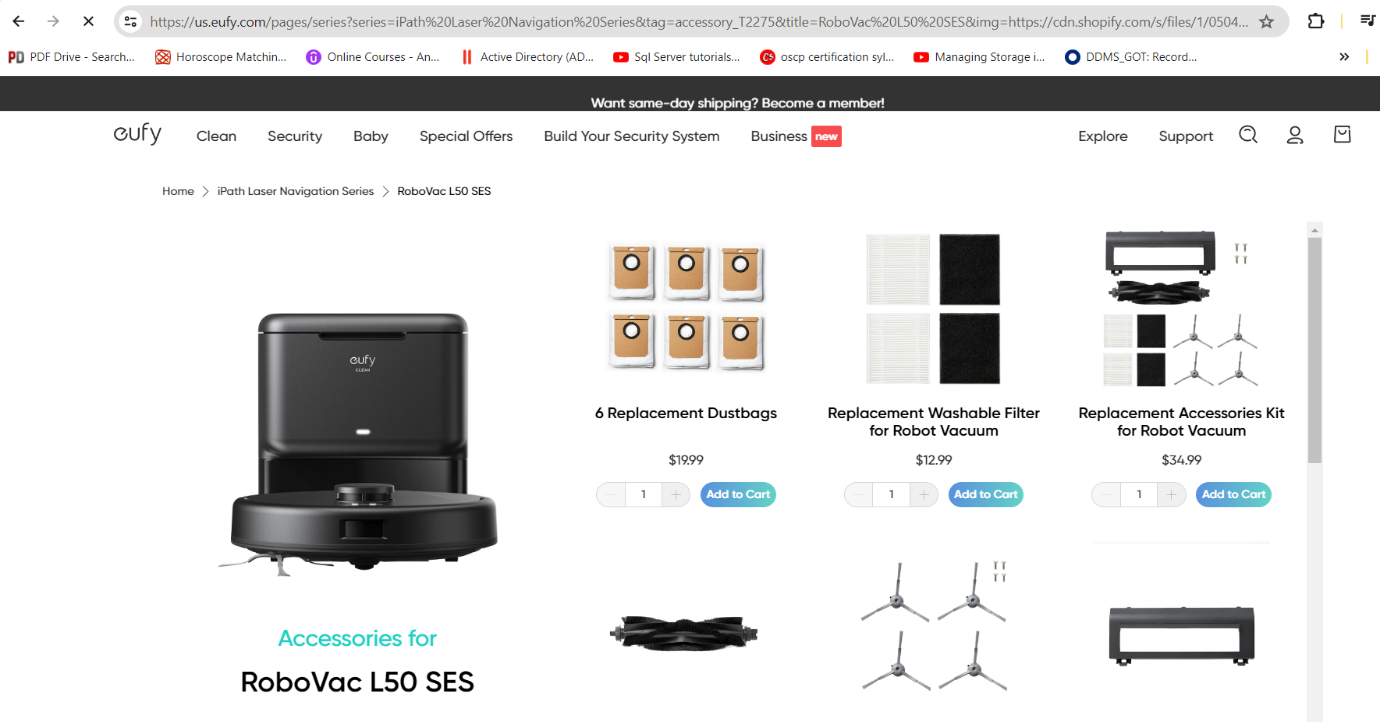 https://us.eufy.com/pages/series?series=iPath%20Laser%20Navigation%20Series&tag=accessory_T2275&title=RoboVac%20L50%20SES&img=https://cdn.shopify.com/s/files/1/0504...
PDF Drive - Search... Horoscope Matchin... Online Courses - An... Active Directory (AD... Sql Server tutorials... oscp certification syl... Managing Storage i... DDMS_GOT: Record... »
Want same-day shipping? Become a member!
eufy Clean Security Baby Special Offers Build Your Security System Business new Explore Support
Home > iPath Laser Navigation Series > RoboVac L50 SES
eufy
CLEAN
6 Replacement Dustbags
$19.99
− 1 + Add to Cart
Replacement Washable Filter
for Robot Vacuum
$12.99
− 1 + Add to Cart
Replacement Accessories Kit
for Robot Vacuum
$34.99
− 1 + Add to Cart
Accessories for
RoboVac L50 SES